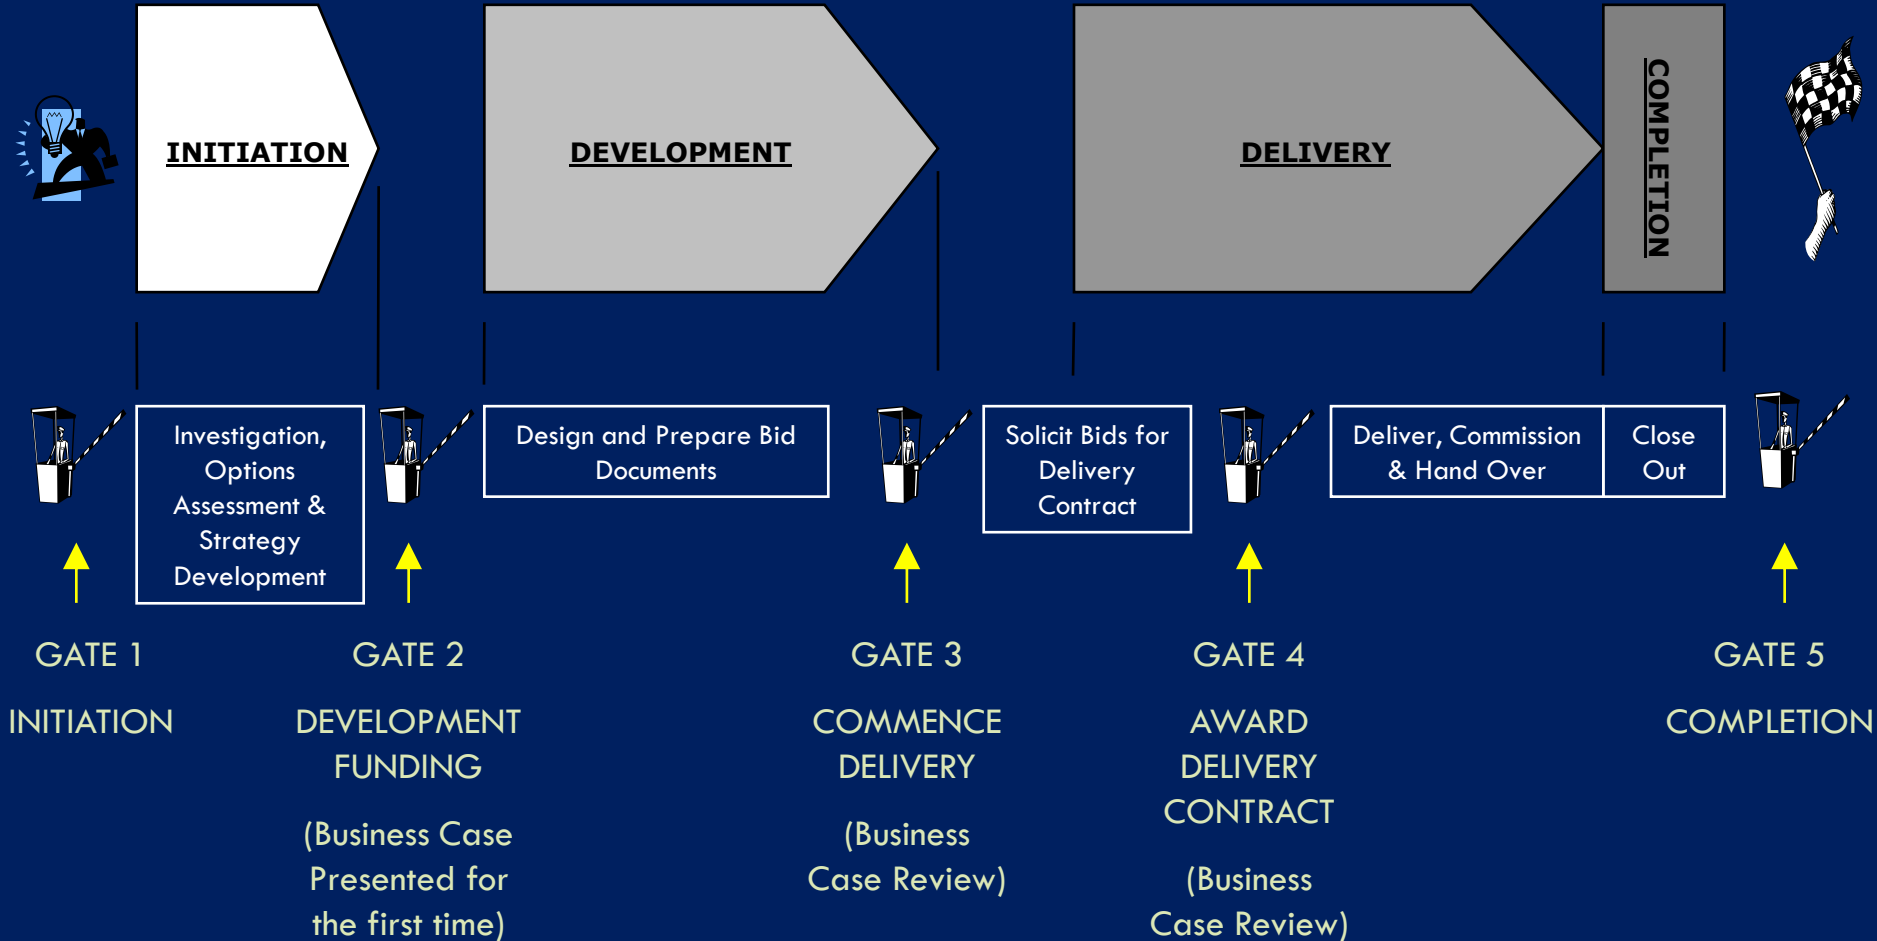 INITIATION
DEVELOPMENT
DELIVERY
COMPLETION
Investigation,
Options
Assessment &
Strategy
Development
Design and Prepare Bid
Documents
Solicit Bids for
Delivery
Contract
Deliver, Commission
& Hand Over
Close
Out
GATE 1
INITIATION
GATE 2
DEVELOPMENT
FUNDING
(Business Case
Presented for
the first time)
GATE 3
COMMENCE
DELIVERY
(Business
Case Review)
GATE 4
AWARD
DELIVERY
CONTRACT
(Business
Case Review)
GATE 5
COMPLETION